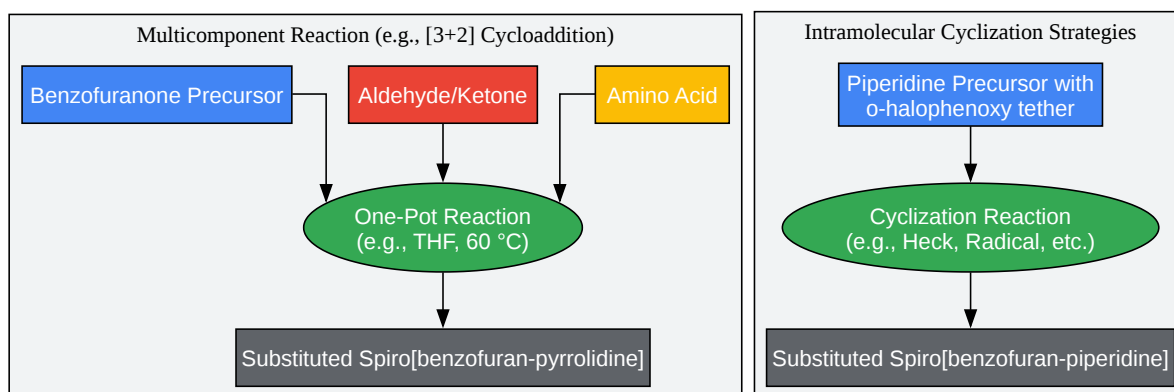 Multicomponent Reaction (e.g., [3+2] Cycloaddition)
Benzofuranone Precursor
Aldehyde/Ketone
Amino Acid
One-Pot Reaction
(e.g., THF, 60 °C)
Substituted Spiro[benzofuran-pyrrolidine]
Intramolecular Cyclization Strategies
Piperidine Precursor with
o-halophenoxy tether
Cyclization Reaction
(e.g., Heck, Radical, etc.)
Substituted Spiro[benzofuran-piperidine]